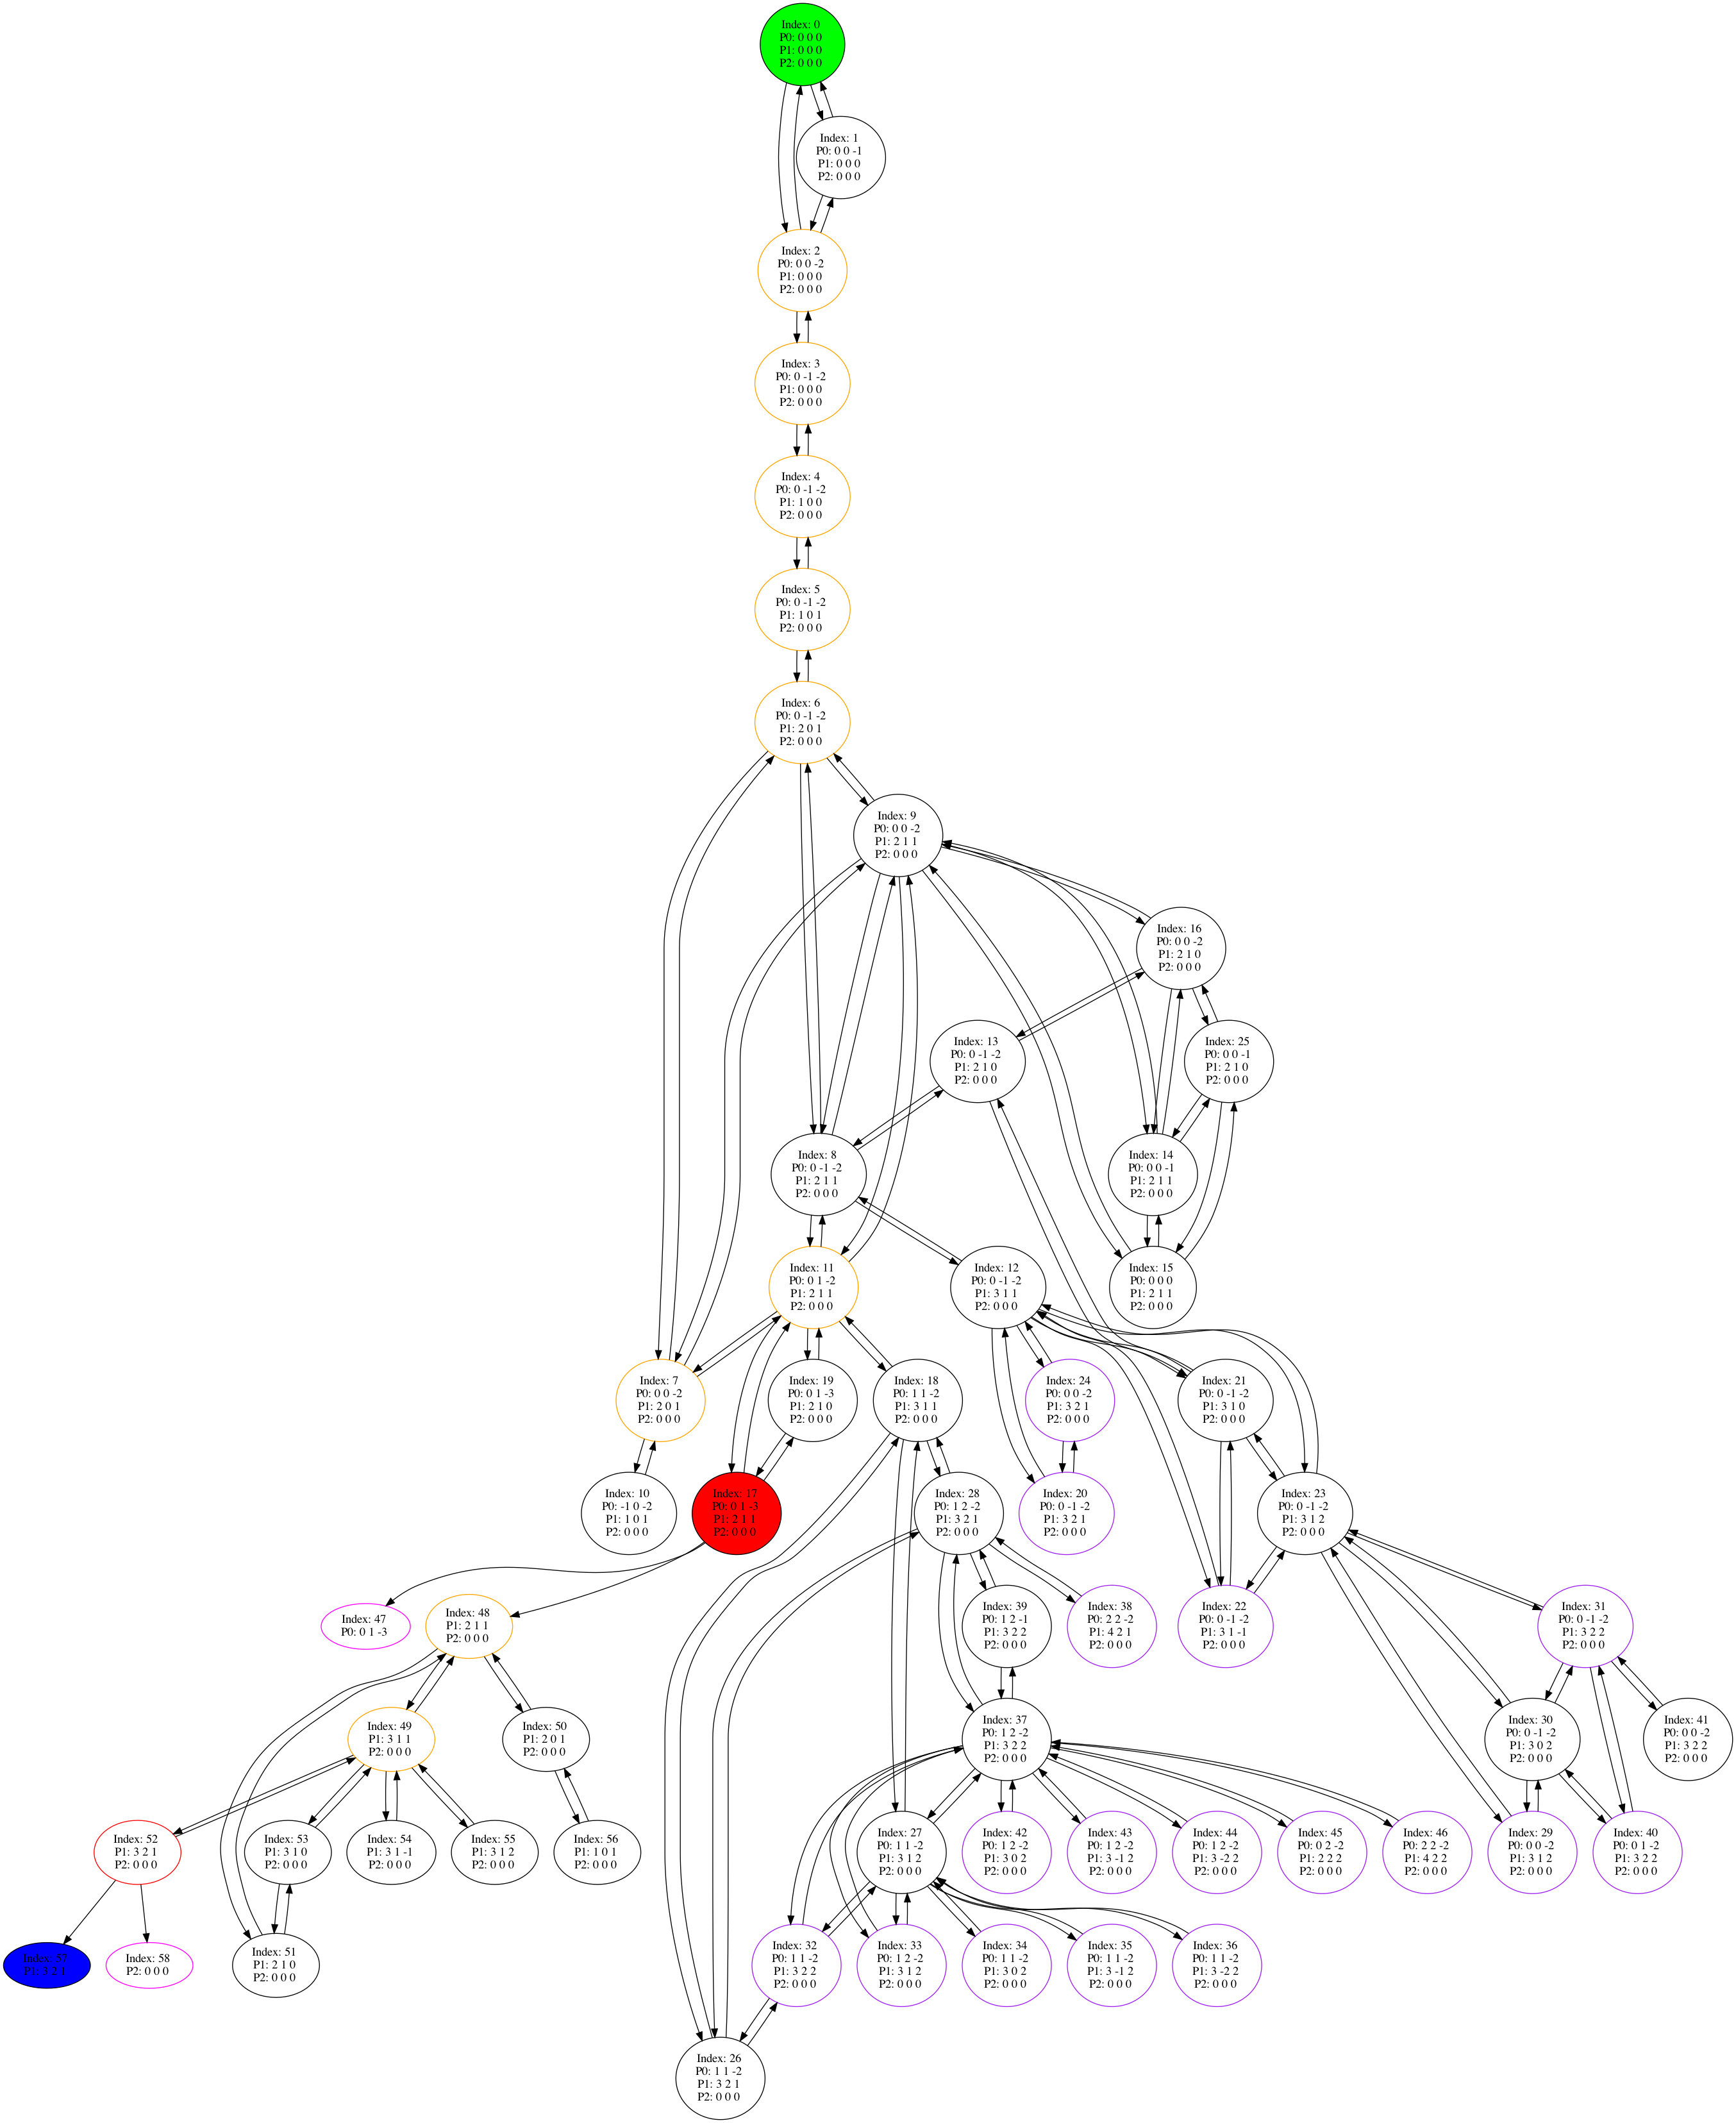 Index: 0
P0: 0 0 0
P1: 0 0 0
P2: 0 0 0
Index: 1
P0: 0 0 -1
P1: 0 0 0
P2: 0 0 0
Index: 2
P0: 0 0 -2
P1: 0 0 0
P2: 0 0 0
Index: 3
P0: 0 -1 -2
P1: 0 0 0
P2: 0 0 0
Index: 4
P0: 0 -1 -2
P1: 1 0 0
P2: 0 0 0
Index: 5
P0: 0 -1 -2
P1: 1 0 1
P2: 0 0 0
Index: 6
P0: 0 -1 -2
P1: 2 0 1
P2: 0 0 0
Index: 9
P0: 0 0 -2
P1: 2 1 1
P2: 0 0 0
Index: 16
P0: 0 0 -2
P1: 2 1 0
P2: 0 0 0
Index: 13
P0: 0 -1 -2
P1: 2 1 0
P2: 0 0 0
Index: 25
P0: 0 0 -1
P1: 2 1 0
P2: 0 0 0
Index: 8
P0: 0 -1 -2
P1: 2 1 1
P2: 0 0 0
Index: 14
P0: 0 0 -1
P1: 2 1 1
P2: 0 0 0
Index: 11
P0: 0 1 -2
P1: 2 1 1
P2: 0 0 0
Index: 12
P0: 0 -1 -2
P1: 3 1 1
P2: 0 0 0
Index: 15
P0: 0 0 0
P1: 2 1 1
P2: 0 0 0
Index: 7
P0: 0 0 -2
P1: 2 0 1
P2: 0 0 0
Index: 19
P0: 0 1 -3
P1: 2 1 0
P2: 0 0 0
Index: 18
P0: 1 1 -2
P1: 3 1 1
P2: 0 0 0
Index: 24
P0: 0 0 -2
P1: 3 2 1
P2: 0 0 0
Index: 21
P0: 0 -1 -2
P1: 3 1 0
P2: 0 0 0
Index: 10
P0: -1 0 -2
P1: 1 0 1
P2: 0 0 0
Index: 17
P0: 0 1 -3
P1: 2 1 1
P2: 0 0 0
Index: 28
P0: 1 2 -2
P1: 3 2 1
P2: 0 0 0
Index: 20
P0: 0 -1 -2
P1: 3 2 1
P2: 0 0 0
Index: 23
P0: 0 -1 -2
P1: 3 1 2
P2: 0 0 0
Index: 47
P0: 0 1 -3
Index: 48
P1: 2 1 1
P2: 0 0 0
Index: 39
P0: 1 2 -1
P1: 3 2 2
P2: 0 0 0
Index: 38
P0: 2 2 -2
P1: 4 2 1
P2: 0 0 0
Index: 22
P0: 0 -1 -2
P1: 3 1 -1
P2: 0 0 0
Index: 31
P0: 0 -1 -2
P1: 3 2 2
P2: 0 0 0
Index: 49
P1: 3 1 1
P2: 0 0 0
Index: 50
P1: 2 0 1
P2: 0 0 0
Index: 37
P0: 1 2 -2
P1: 3 2 2
P2: 0 0 0
Index: 30
P0: 0 -1 -2
P1: 3 0 2
P2: 0 0 0
Index: 41
P0: 0 0 -2
P1: 3 2 2
P2: 0 0 0
Index: 52
P1: 3 2 1
P2: 0 0 0
Index: 53
P1: 3 1 0
P2: 0 0 0
Index: 54
P1: 3 1 -1
P2: 0 0 0
Index: 55
P1: 3 1 2
P2: 0 0 0
Index: 56
P1: 1 0 1
P2: 0 0 0
Index: 27
P0: 1 1 -2
P1: 3 1 2
P2: 0 0 0
Index: 42
P0: 1 2 -2
P1: 3 0 2
P2: 0 0 0
Index: 43
P0: 1 2 -2
P1: 3 -1 2
P2: 0 0 0
Index: 44
P0: 1 2 -2
P1: 3 -2 2
P2: 0 0 0
Index: 45
P0: 0 2 -2
P1: 2 2 2
P2: 0 0 0
Index: 46
P0: 2 2 -2
P1: 4 2 2
P2: 0 0 0
Index: 29
P0: 0 0 -2
P1: 3 1 2
P2: 0 0 0
Index: 40
P0: 0 1 -2
P1: 3 2 2
P2: 0 0 0
Index: 57
P1: 3 2 1
Index: 58
P2: 0 0 0
Index: 51
P1: 2 1 0
P2: 0 0 0
Index: 32
P0: 1 1 -2
P1: 3 2 2
P2: 0 0 0
Index: 33
P0: 1 2 -2
P1: 3 1 2
P2: 0 0 0
Index: 34
P0: 1 1 -2
P1: 3 0 2
P2: 0 0 0
Index: 35
P0: 1 1 -2
P1: 3 -1 2
P2: 0 0 0
Index: 36
P0: 1 1 -2
P1: 3 -2 2
P2: 0 0 0
Index: 26
P0: 1 1 -2
P1: 3 2 1
P2: 0 0 0